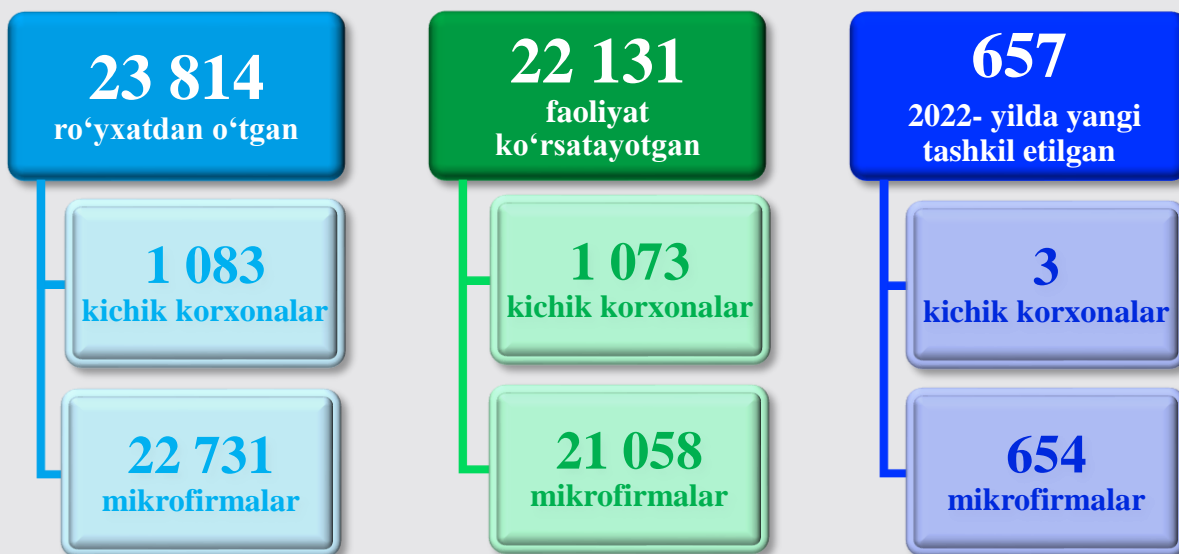 23 814
ro‘yxatdan o‘tgan
1 083
kichik korxonalar
22 731
mikrofirmalar
22 131
faoliyat
ko‘rsatayotgan
1 073
kichik korxonalar
21 058
mikrofirmalar
657
2022- yilda yangi
tashkil etilgan
3
kichik korxonalar
654
mikrofirmalar